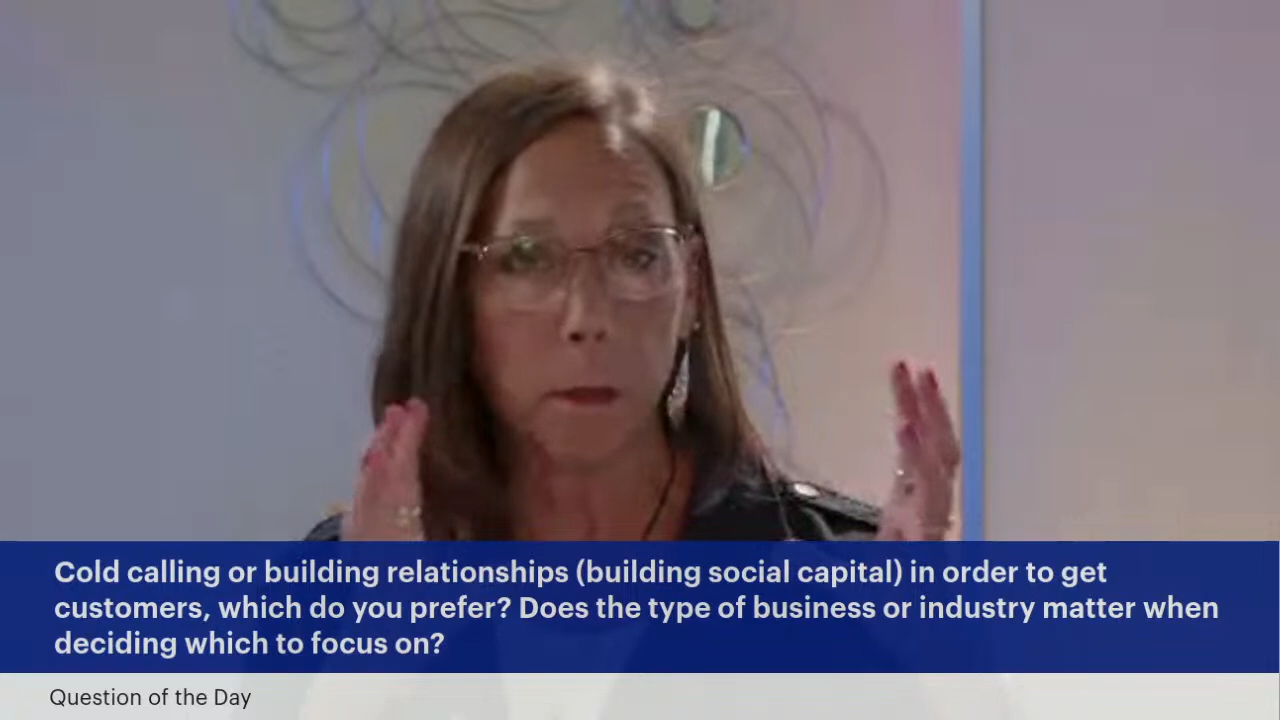 Cold calling or building relationships (building social capital) in order to get
customers, which do you prefer? Does the type of business or industry matter when
deciding which to focus on?
Question of the Day